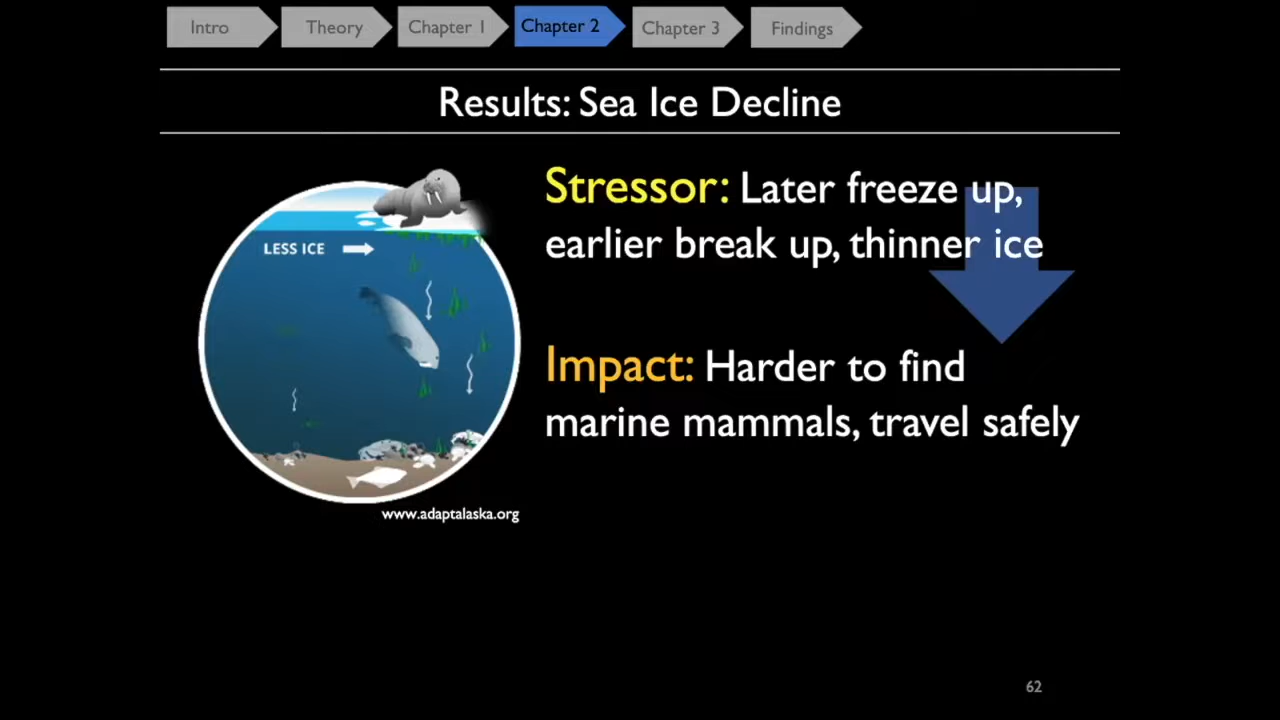 Intro
Theory
Chapter 1
Chapter 2
Chapter 3
Findings
Results: Sea Ice Decline
Stressor: Later freeze up,
earlier break up, thinner ice
LESS ICE
Impact: Harder to find
marine mammals, travel safely
www.adaptalaska.org
62